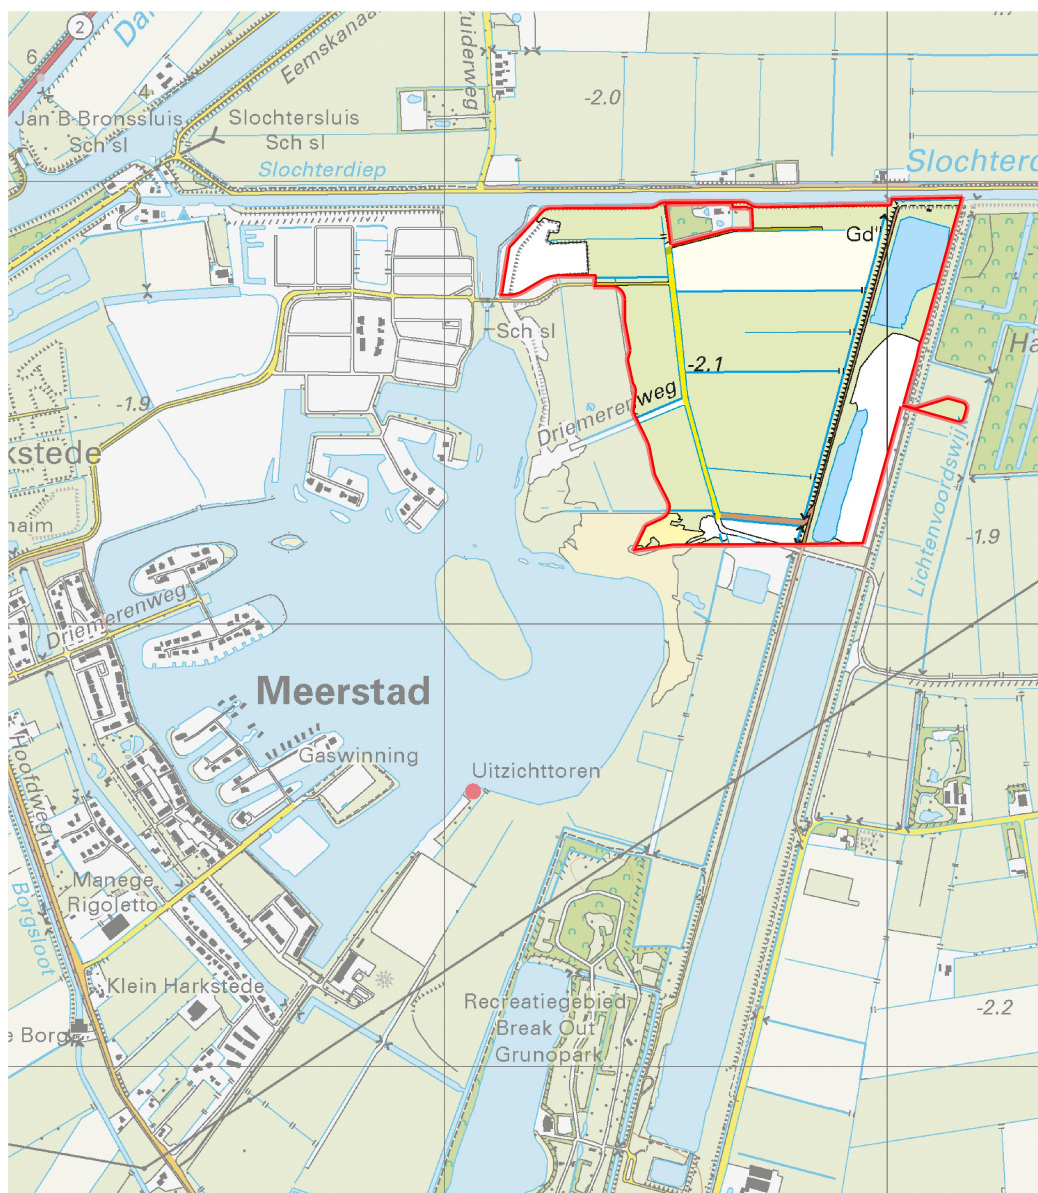 2
6
4
Eemskanaal
Zuiderweg
-2.0
Jan B Bronssluis
Sch sl
Slochtersluis
Sch sl
Slochterdiep
Slochterd
Gd
Sch sl
-2.1
Driemerenweg
-1.9
kstede
Ha
haim
Lichtenvoordswijk
-1.9
Driemerenweg
Meerstad
Hoofdweg
Gaswinning
Uitzichttoren
Manege
Rigoletto
Borgsloot
Klein Harkstede
Recreatiegebied
Break Out
Grunopark
-2.2
e Borg